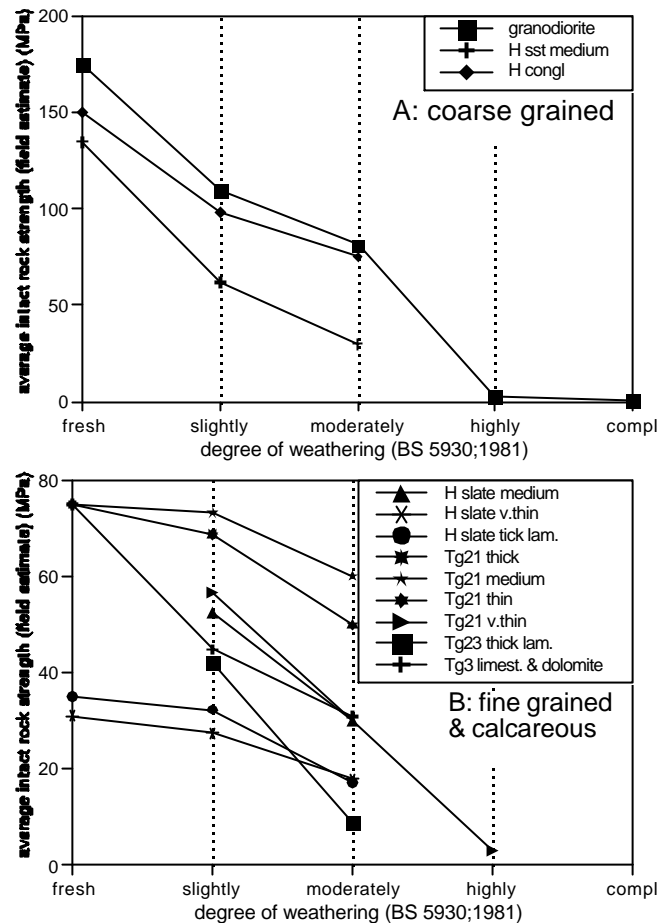 200
150
100
50
0
average intact rock strength (field estimate) (MPa)
granodiorite
H sst medium
H congl
A: coarse grained
fresh slightly moderately highly compl
degree of weathering (BS 5930;1981)
80
60
40
20
0
average intact rock strength (field estimate) (MPa)
H slate medium
H slate v.thin
H slate tick lam.
Tg21 thick
Tg21 medium
Tg21 thin
Tg21 v.thin
Tg23 thick lam.
Tg3 limest. & dolomite
B: fine grained
& calcareous
fresh slightly moderately highly compl
degree of weathering (BS 5930;1981)